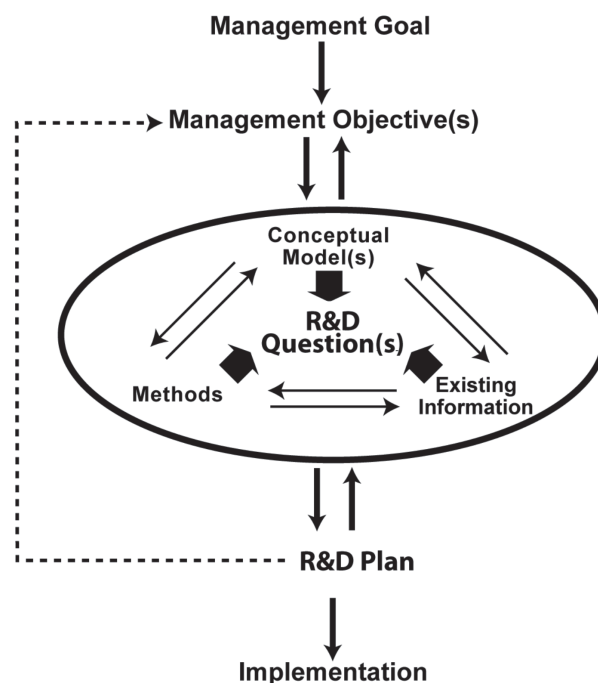 Management Goal
Management Objective(s)
Conceptual
Model(s)
R&D
Question(s)
Methods
Existing
Information
R&D Plan
Implementation